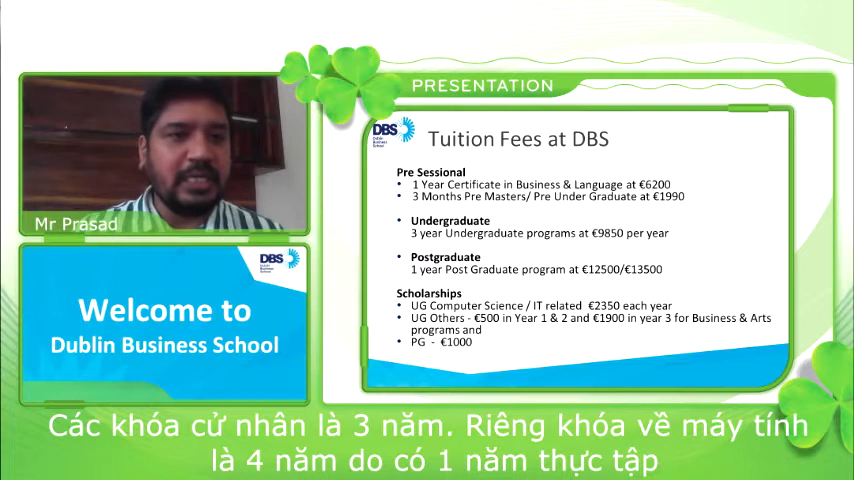 PRESENTATION
Mr Prasad
DBS
Dublin
Business
School
Welcome to
Dublin Business School
DBS
Dublin
Business
School
Tuition Fees at DBS
Pre Sessional
• 1 Year Certificate in Business & Language at €6200
• 3 Months Pre Masters/ Pre Under Graduate at €1990
• Undergraduate
3 year Undergraduate programs at €9850 per year
• Postgraduate
1 year Post Graduate program at €12500/€13500
Scholarships
• UG Computer Science / IT related €2350 each year
• UG Others - €500 in Year 1 & 2 and €1900 in year 3 for Business & Arts
programs and
• PG - €1000
Các khóa cử nhân là 3 năm. Riêng khóa về máy tính
là 4 năm do có 1 năm thực tập